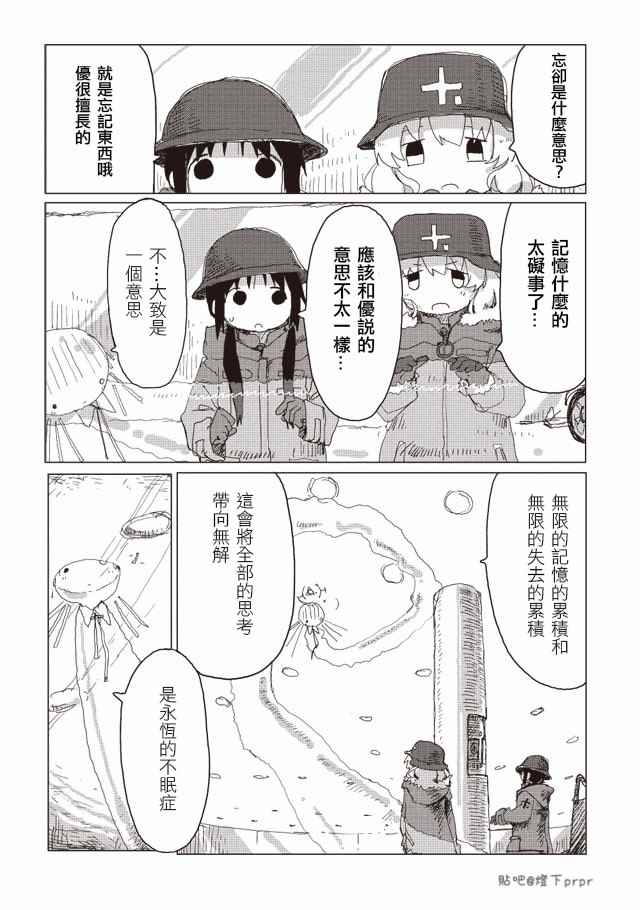 忘卻是什麼意思？
就是忘記東西哦
優很擅長的
記憶什麼的
太礙事了…
應該和優説的
意思不太一樣…
不…大致是
一個意思
無限的記憶的累積和
無限的失去的累積
這會將全部的思考
帶向無解
是永恆的不眠症
貼吧@燈下prpr